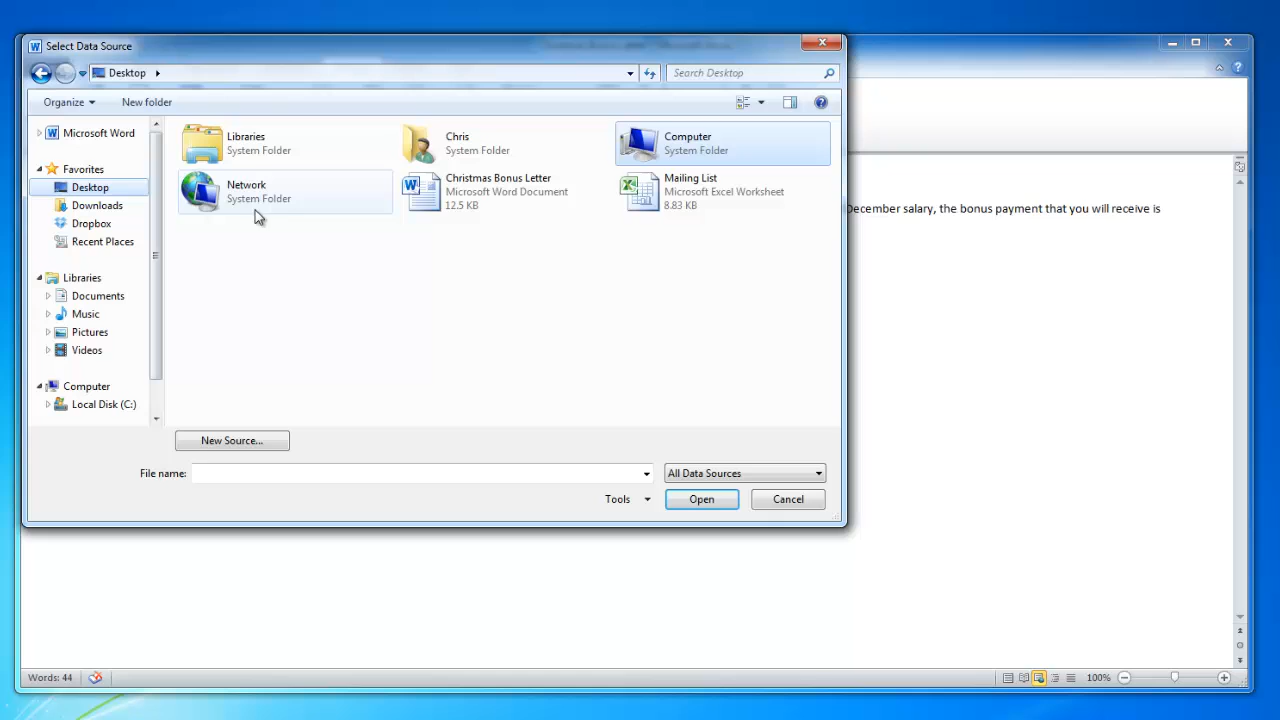 Select Data Source
Desktop
Search Desktop
Organize
New folder
Microsoft Word
Favorites
Desktop
Downloads
Dropbox
Recent Places
Libraries
Documents
Music
Pictures
Videos
Computer
Local Disk (C:)
Libraries
System Folder
Chris
System Folder
Computer
System Folder
Network
System Folder
Christmas Bonus Letter
Microsoft Word Document
12.5 KB
Mailing List
Microsoft Excel Worksheet
8.83 KB
December salary, the bonus payment that you will receive is
New Source...
File name:
All Data Sources
Tools
Open
Cancel
Words: 44
100%